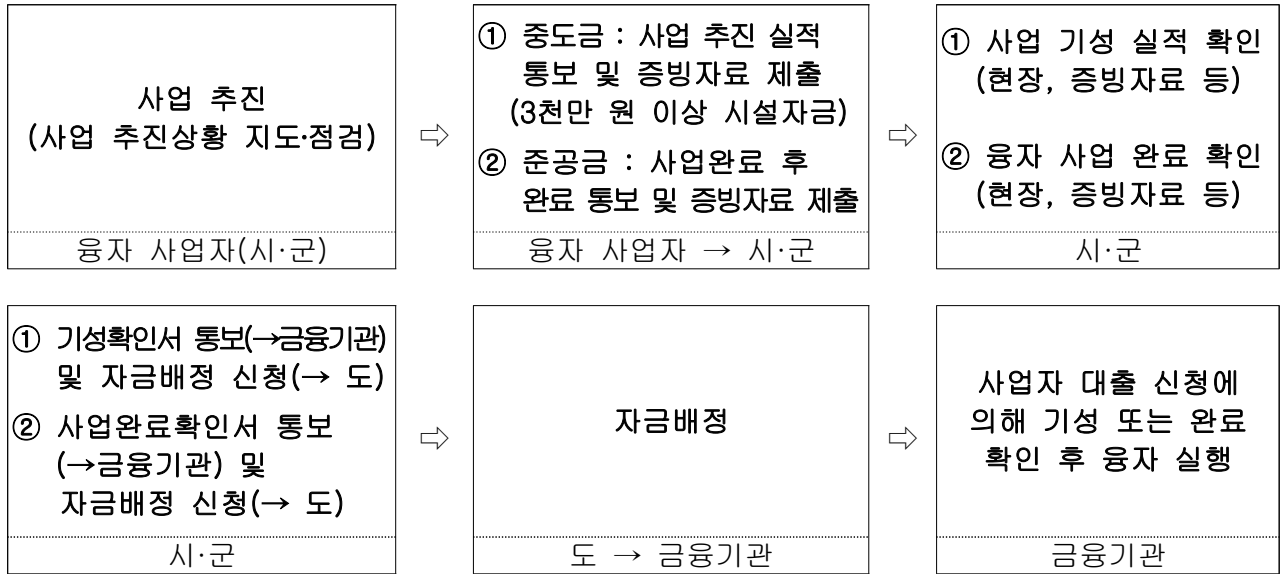 사업 추진
(사업 추진상황 지도·점검)
융자 사업자(시·군)
⇨
① 중도금 : 사업 추진 실적
통보 및 증빙자료 제출
(3천만 원 이상 시설자금)
② 준공금 : 사업완료 후
완료 통보 및 증빙자료 제출
융자 사업자 → 시·군
⇨
① 사업 기성 실적 확인
(현장, 증빙자료 등)
② 융자 사업 완료 확인
(현장, 증빙자료 등)
시·군
① 기성확인서 통보(→금융기관)
및 자금배정 신청(→ 도)
② 사업완료확인서 통보
(→금융기관) 및
자금배정 신청(→ 도)
시·군
⇨
자금배정
도 → 금융기관
⇨
사업자 대출 신청에
의해 기성 또는 완료
확인 후 융자 실행
금융기관